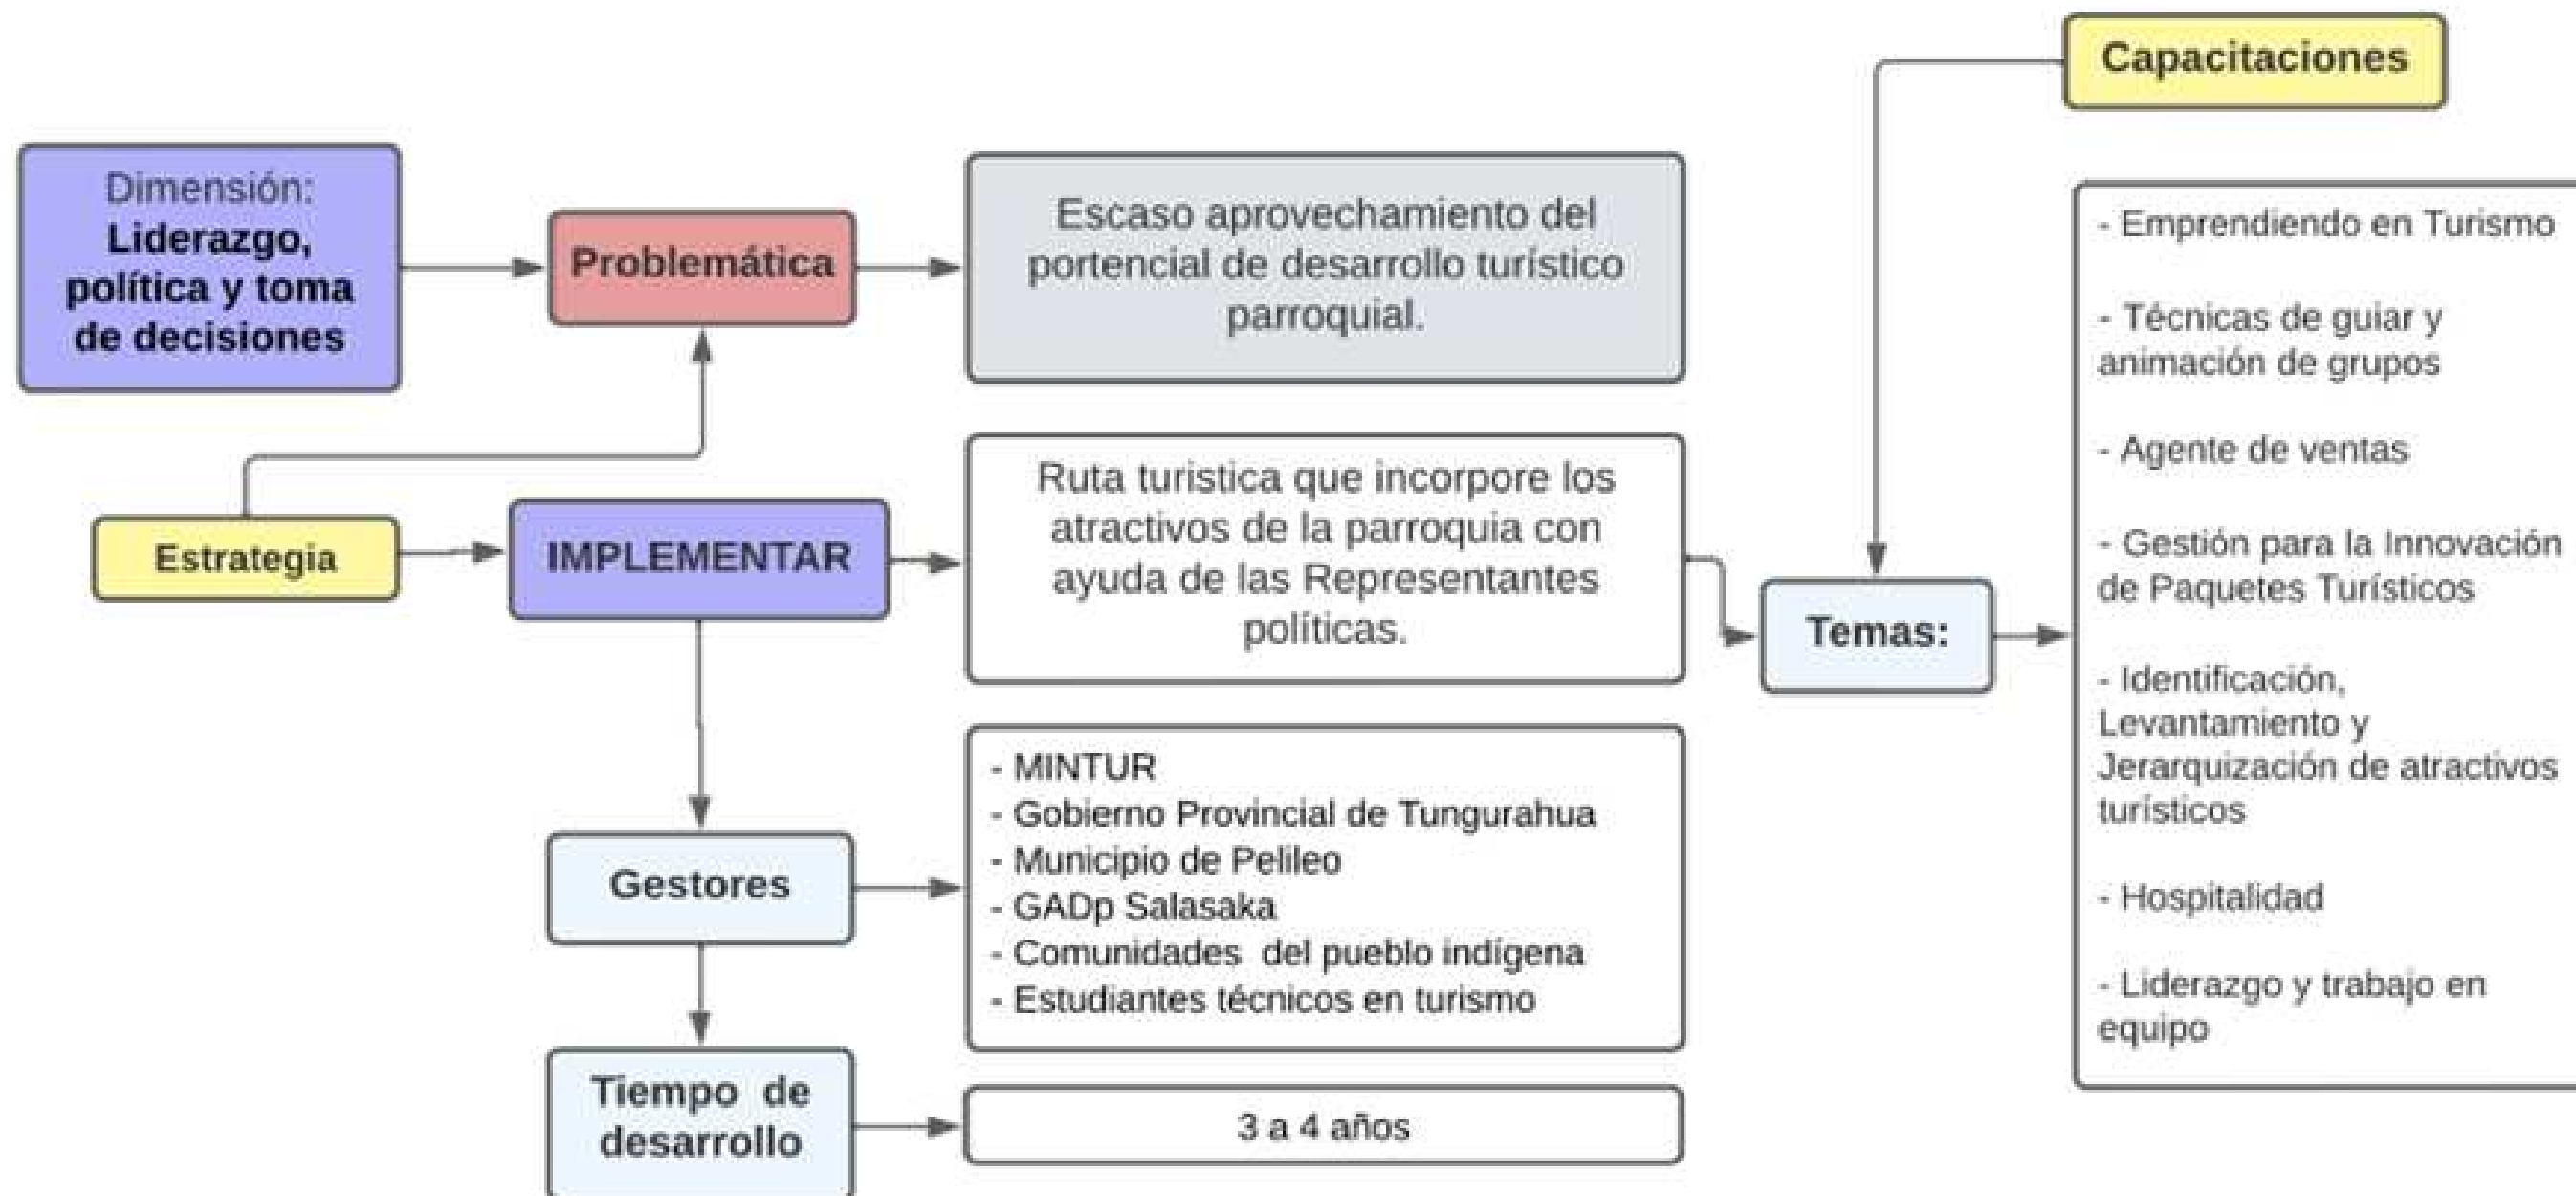 Capacitaciones
Dimensión:
Liderazgo,
política y toma
de decisiones
Problemática
Escaso aprovechamiento del
portencial de desarrollo turístico
parroquial.
Estrategia
IMPLEMENTAR
Ruta turistica que incorpore los
atractivos de la parroquia con
ayuda de las Representantes
políticas.
Temas:
- Emprendiendo en Turismo
- Técnicas de guiar y
animación de grupos
- Agente de ventas
- Gestión para la Innovación
de Paquetes Turísticos
- Identificación,
Levantamiento y
Jerarquización de atractivos
turísticos
- Hospitalidad
- Liderazgo y trabajo en
equipo
Gestores
- MINTUR
- Gobierno Provincial de Tungurahua
- Municipio de Pelileo
- GADp Salasaka
- Comunidades  del pueblo indígena
- Estudiantes técnicos en turismo
Tiempo  de
desarrollo
3 a 4 años